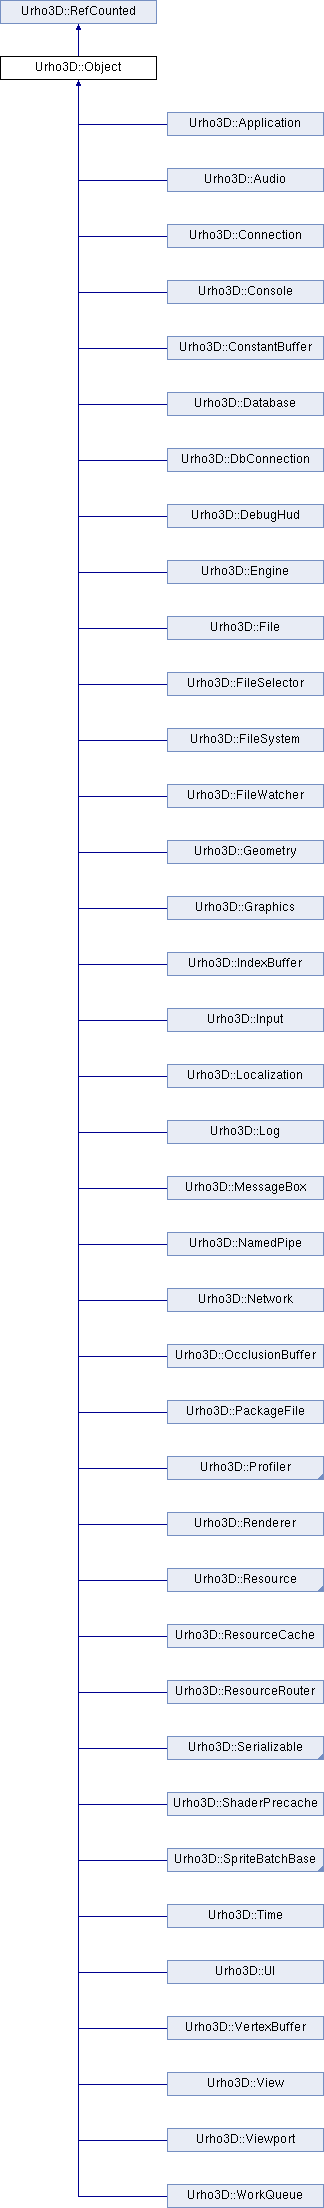 Urho3D::RefCounted
Urho3D::Object
Urho3D::Application
Urho3D::Audio
Urho3D::Connection
Urho3D::Console
Urho3D::ConstantBuffer
Urho3D::Database
Urho3D::DbConnection
Urho3D::DebugHud
Urho3D::Engine
Urho3D::File
Urho3D::FileSelector
Urho3D::FileSystem
Urho3D::FileWatcher
Urho3D::Geometry
Urho3D::Graphics
Urho3D::IndexBuffer
Urho3D::Input
Urho3D::Localization
Urho3D::Log
Urho3D::MessageBox
Urho3D::NamedPipe
Urho3D::Network
Urho3D::OcclusionBuffer
Urho3D::PackageFile
Urho3D::Profiler
Urho3D::Renderer
Urho3D::Resource
Urho3D::ResourceCache
Urho3D::ResourceRouter
Urho3D::Serializable
Urho3D::ShaderPrecache
Urho3D::SpriteBatchBase
Urho3D::Time
Urho3D::UI
Urho3D::VertexBuffer
Urho3D::View
Urho3D::Viewport
Urho3D::WorkQueue